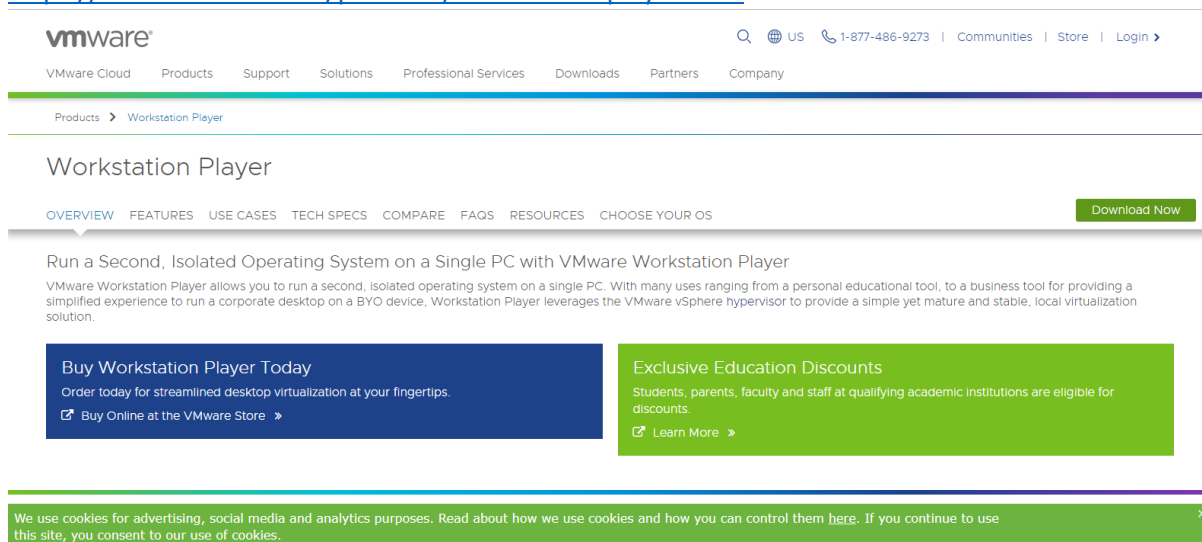 vmware®
US 1-877-486-9273 | Communities | Store | Login
VMware Cloud Products Support Solutions Professional Services Downloads Partners Company
Products Workstation Player
Workstation Player
OVERVIEW FEATURES USE CASES TECH SPECS COMPARE FAQS RESOURCES CHOOSE YOUR OS
Download Now
Run a Second, Isolated Operating System on a Single PC with VMware Workstation Player
VMware Workstation Player allows you to run a second, isolated operating system on a single PC. With many uses ranging from a personal educational tool, to a business tool for providing a
simplified experience to run a corporate desktop on a BYO device, Workstation Player leverages the VMware vSphere hypervisor to provide a simple yet mature and stable, local virtualization
solution.
Buy Workstation Player Today
Order today for streamlined desktop virtualization at your fingertips.
Buy Online at the VMware Store »
Exclusive Education Discounts
Students, parents, faculty and staff at qualifying academic institutions are eligible for
discounts.
Learn More »
We use cookies for advertising, social media and analytics purposes. Read about how we use cookies and how you can control them here. If you continue to use
this site, you consent to our use of cookies.